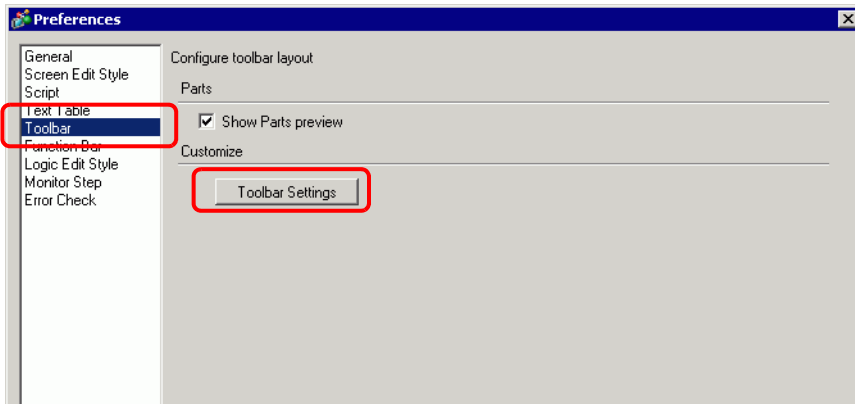 Preferences
General
Screen Edit Style
Script
Text Table
Toolbar
Function Bar
Logic Edit Style
Monitor Step
Error Check
Configure toolbar layout
Parts
Show Parts preview
Customize
Toolbar Settings